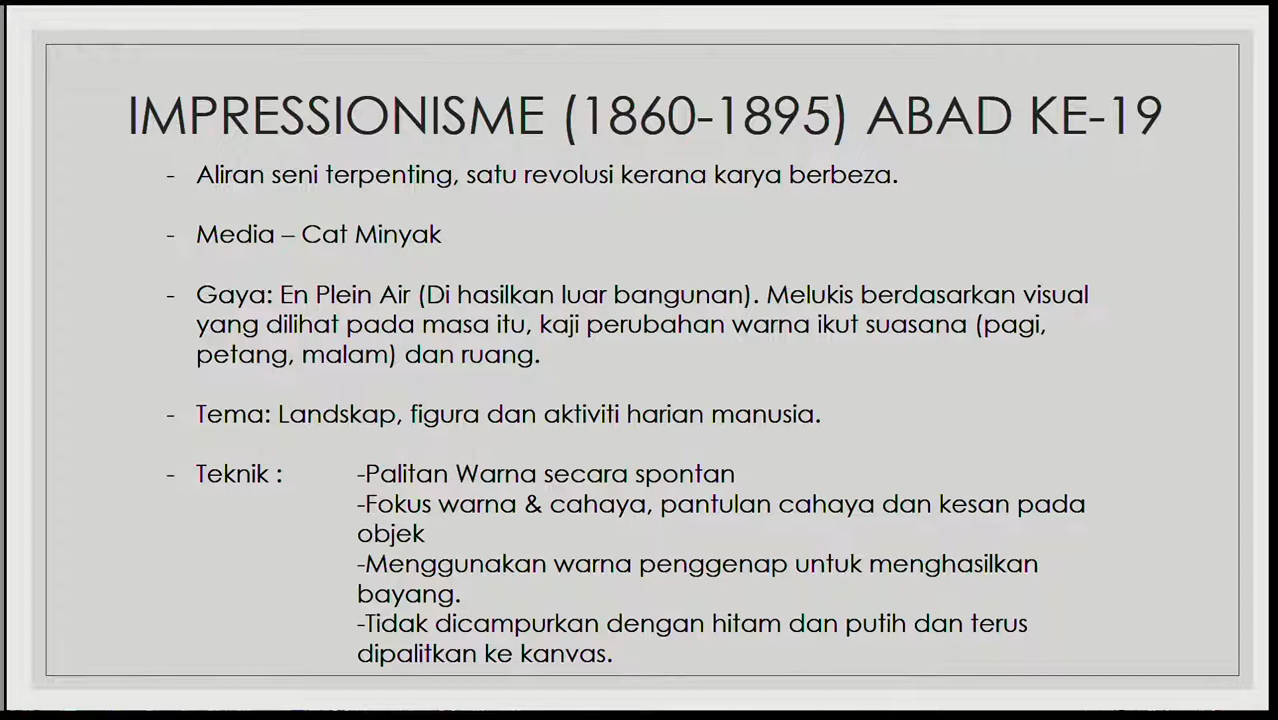 IMPRESSIONISME (1860-1895) ABAD KE-19
- Aliran seni terpenting, satu revolusi kerana karya berbeza.
- Media – Cat Minyak
- Gaya: En Plein Air (Di hasilkan luar bangunan). Melukis berdasarkan visual
yang dilihat pada masa itu, kaji perubahan warna ikut suasana (pagi,
petang, malam) dan ruang.
- Tema: Landskap, figura dan aktiviti harian manusia.
- Teknik : -Palitan Warna secara spontan
-Fokus warna & cahaya, pantulan cahaya dan kesan pada
objek
-Menggunakan warna penggenap untuk menghasilkan
bayang.
-Tidak dicampurkan dengan hitam dan putih dan terus
dipalitkan ke kanvas.